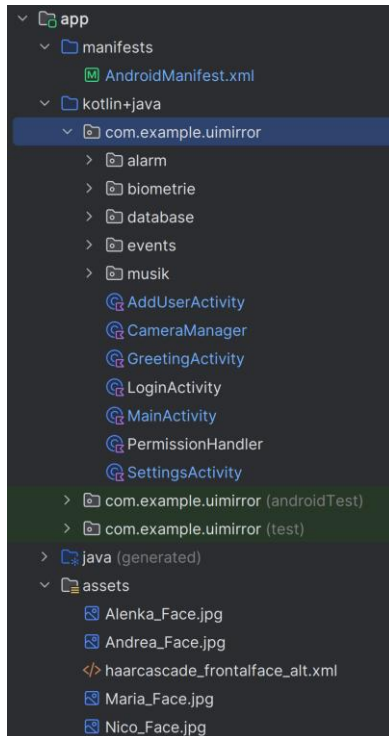 app
manifests
AndroidManifest.xml
kotlin+java
com.example.uimirror
alarm
biometrie
database
events
musik
AddUserActivity
CameraManager
GreetingActivity
LoginActivity
MainActivity
PermissionHandler
SettingsActivity
com.example.uimirror (androidTest)
com.example.uimirror (test)
java (generated)
assets
Alenka_Face.jpg
Andrea_Face.jpg
haarcascade_frontalface_alt.xml
Maria_Face.jpg
Nico_Face.jpg